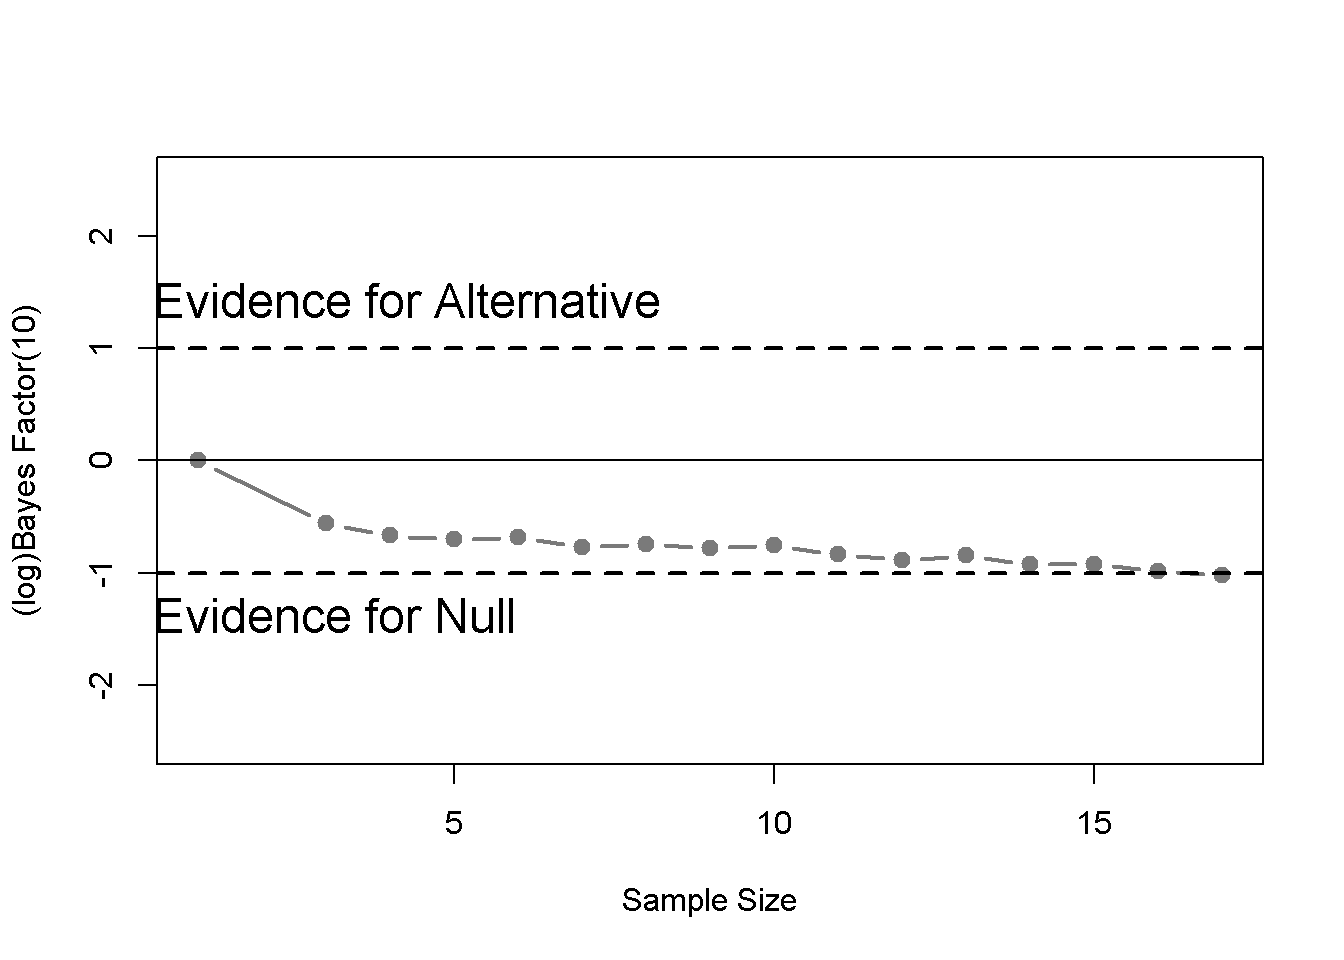 2
Evidence for Alternative
1
0
-1
Evidence for Null
-2
(log)Bayes Factor(10)
5 10 15
Sample Size